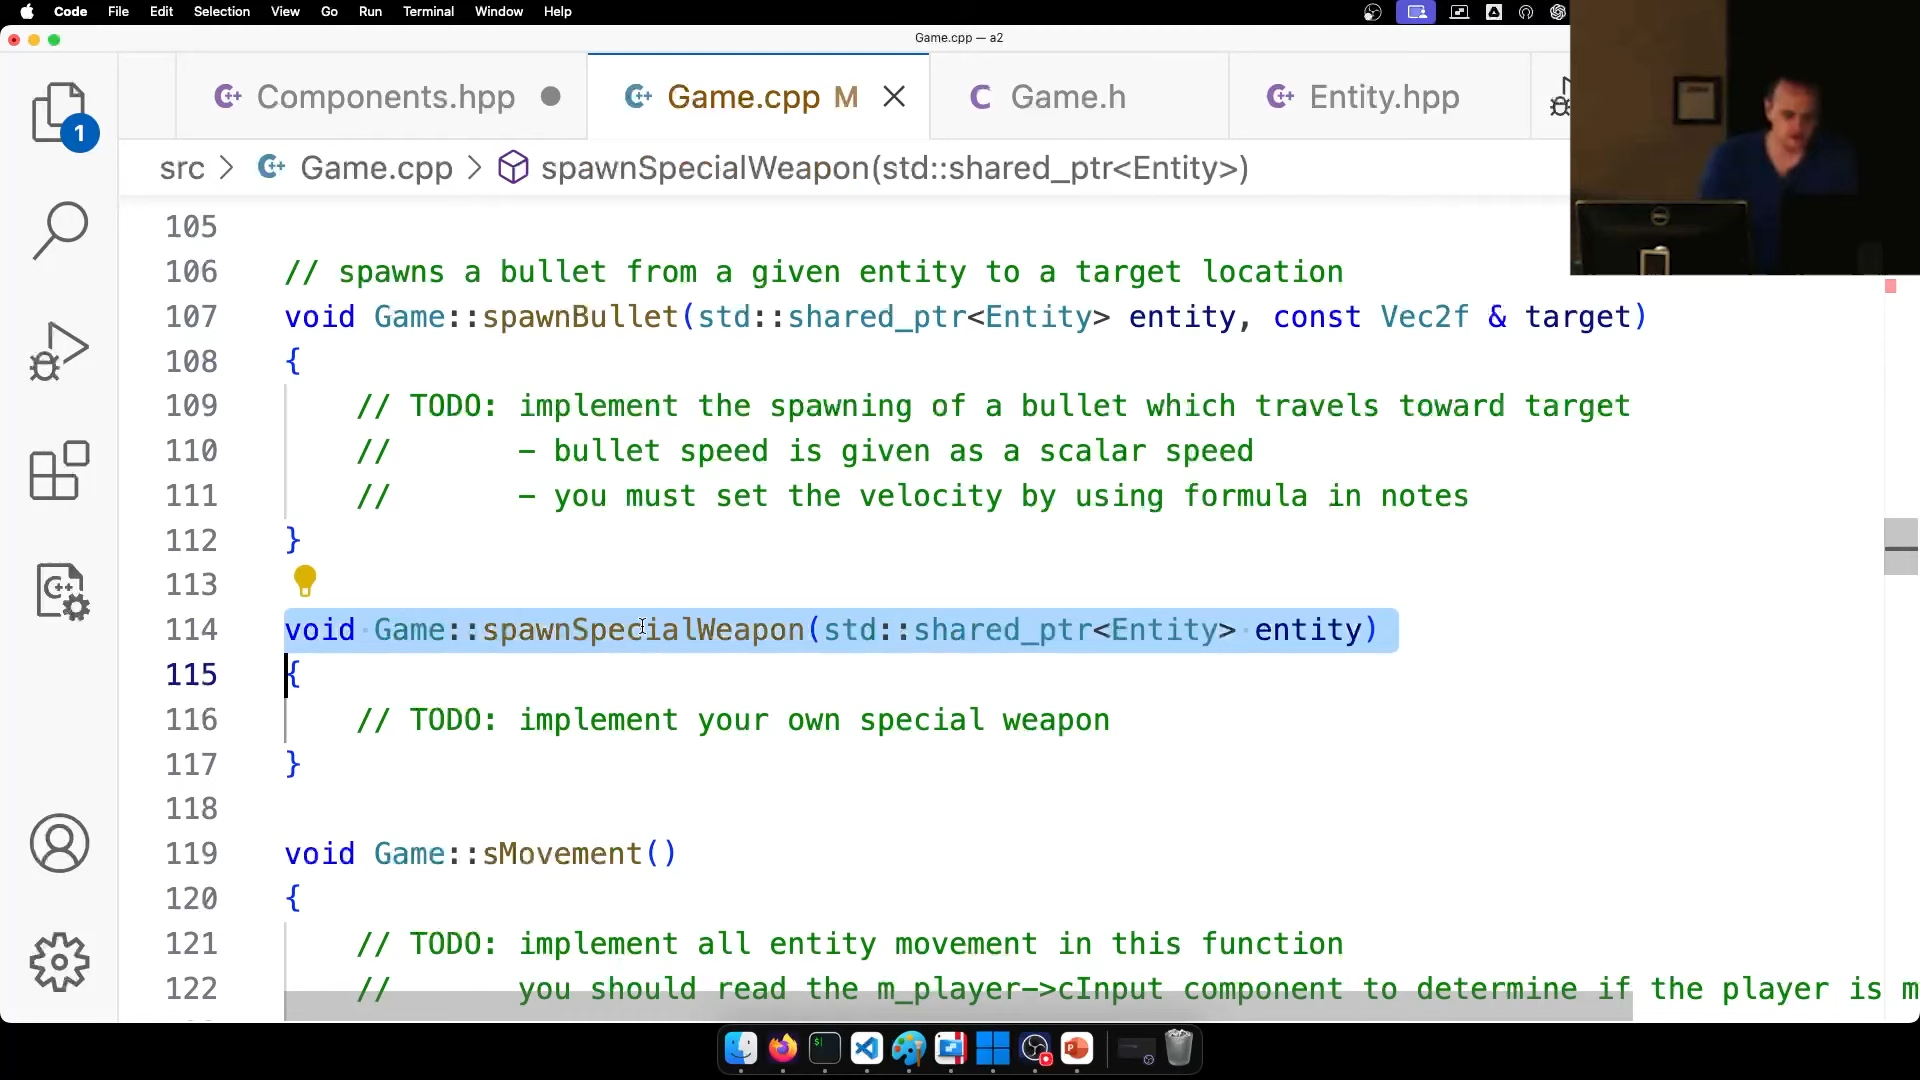 Code File Edit Selection View Go Run Terminal Window Help
Game.cpp — a2
Components.hpp Game.cpp M Game.h Entity.hpp
1
src > Game.cpp > spawnSpecialWeapon(std::shared_ptr<Entity>)
105
106 // spawns a bullet from a given entity to a target location
107 void Game::spawnBullet(std::shared_ptr<Entity> entity, const Vec2f & target)
108 {
109 // TODO: implement the spawning of a bullet which travels toward target
110 // - bullet speed is given as a scalar speed
111 // - you must set the velocity by using formula in notes
112 }
113
114 void Game::spawnSpecialWeapon(std::shared_ptr<Entity> entity)
115 {
116 // TODO: implement your own special weapon
117 }
118
119 void Game::sMovement()
120 {
121 // TODO: implement all entity movement in this function
122 // you should read the m_player->cInput component to determine if the player is m